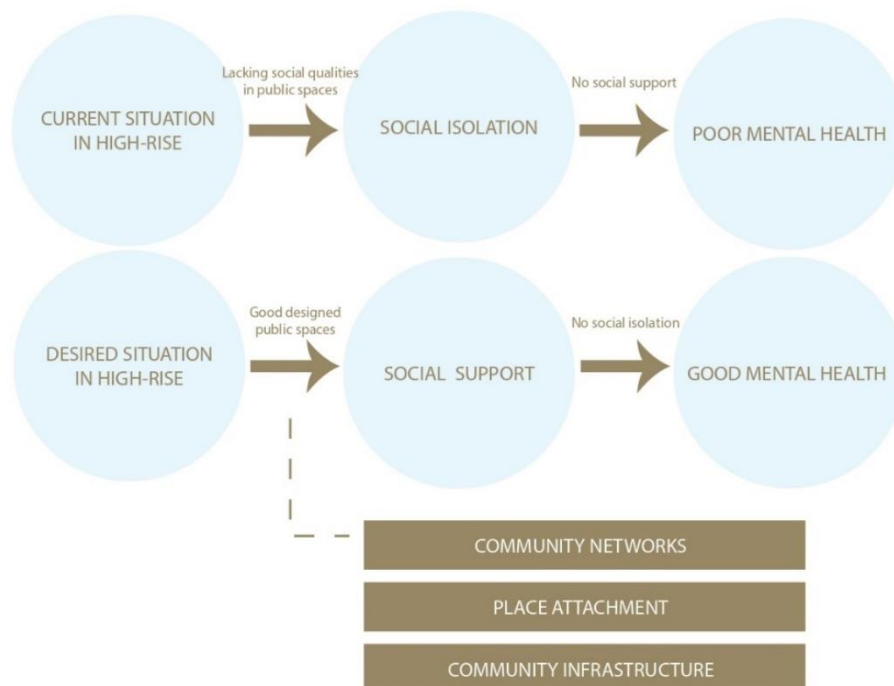 Lacking social qualities
in public spaces
No social support
CURRENT SITUATION
IN HIGH-RISE
SOCIAL ISOLATION
POOR MENTAL HEALTH
Good designed
public spaces
No social isolation
DESIRED SITUATION
IN HIGH-RISE
SOCIAL SUPPORT
GOOD MENTAL HEALTH
COMMUNITY NETWORKS
PLACE ATTACHMENT
COMMUNITY INFRASTRUCTURE